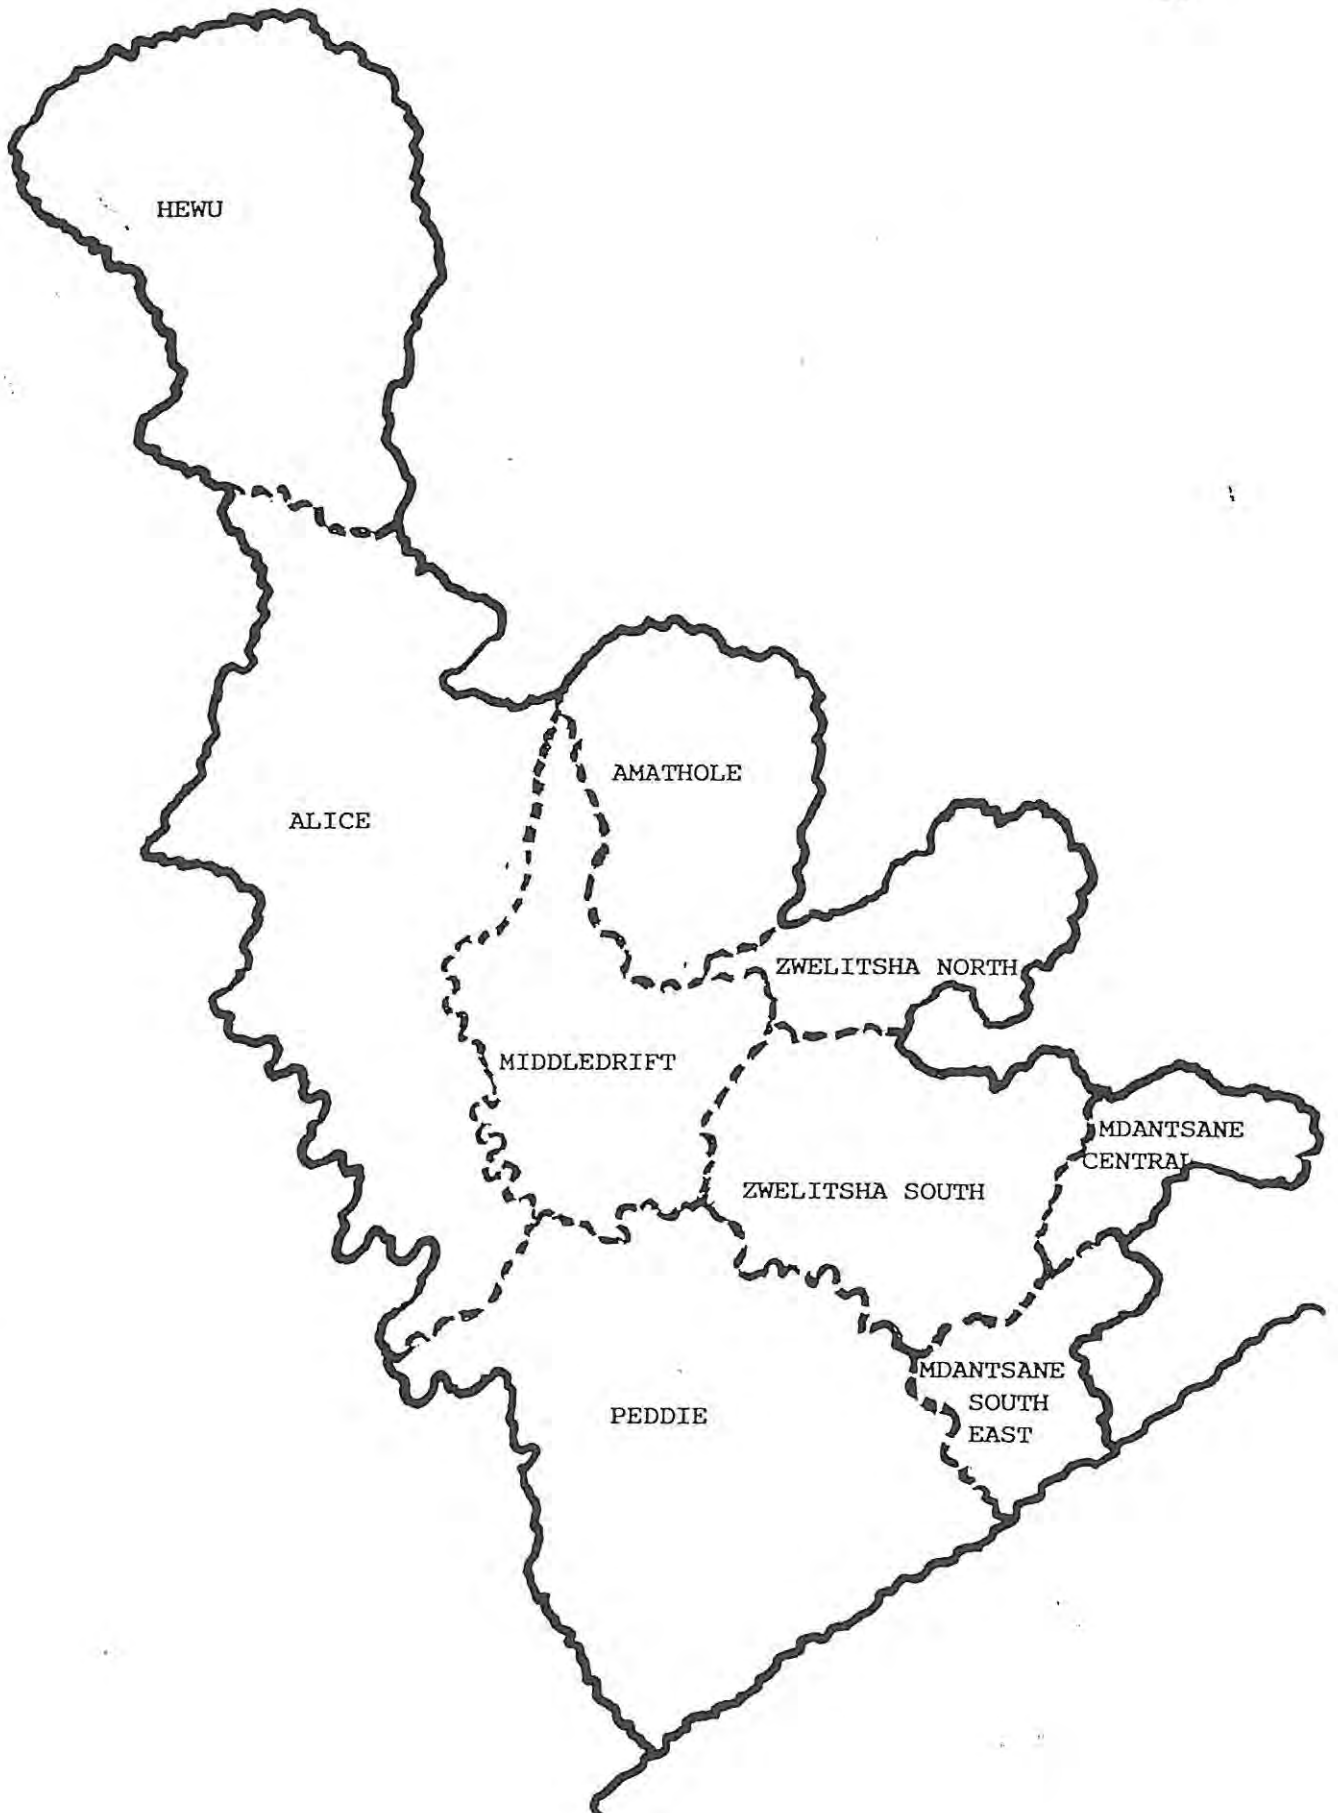 HEWU
AMATHOLE
ALICE
ZWELITSHA NORTH
MIDDLEDRIFT
MDANTSANE
CENTRAL
ZWELITSHA SOUTH
MDANTSANE
SOUTH
EAST
PEDDIE